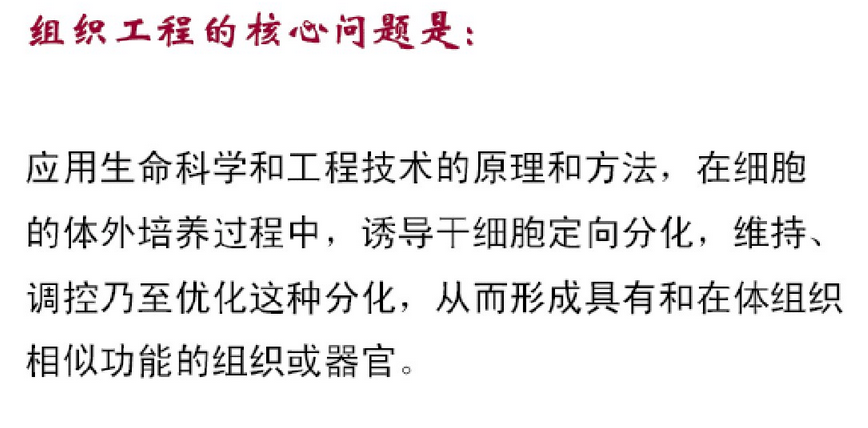 组织工程的核心问题是：
应用生命科学和工程技术的原理和方法，在细胞
的体外培养过程中，诱导干细胞定向分化，维持、
调控乃至优化这种分化，从而形成具有和在体组织
相似功能的组织或器官。